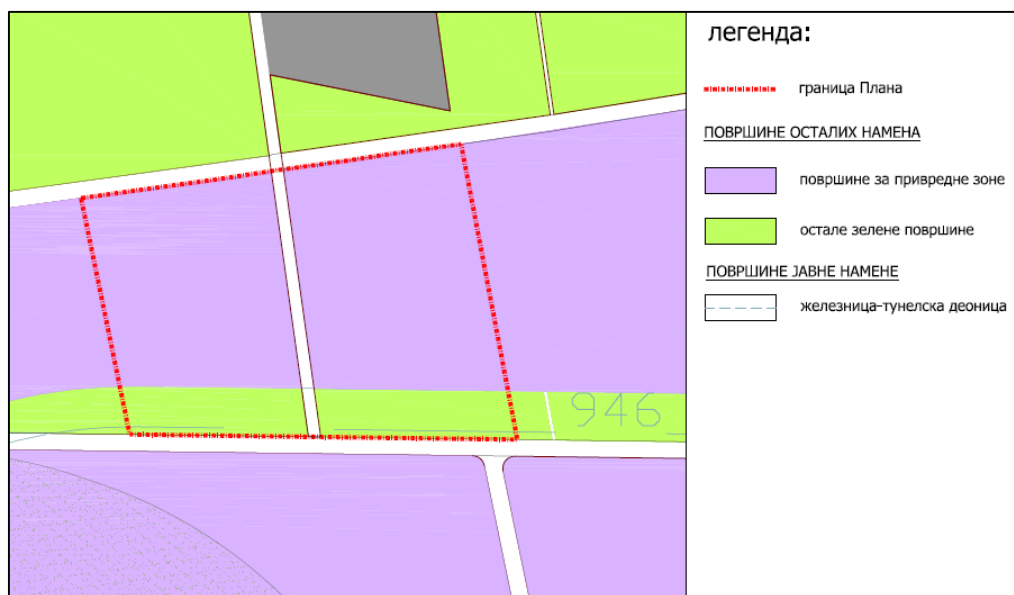 легенда:
граница Плана
ПОВРШИНЕ ОСТАЛИХ НАМЕНА
површине за привредне зоне
остале зелене површине
ПОВРШИНЕ ЈАВНЕ НАМЕНЕ
железница-тунелска деоница
946